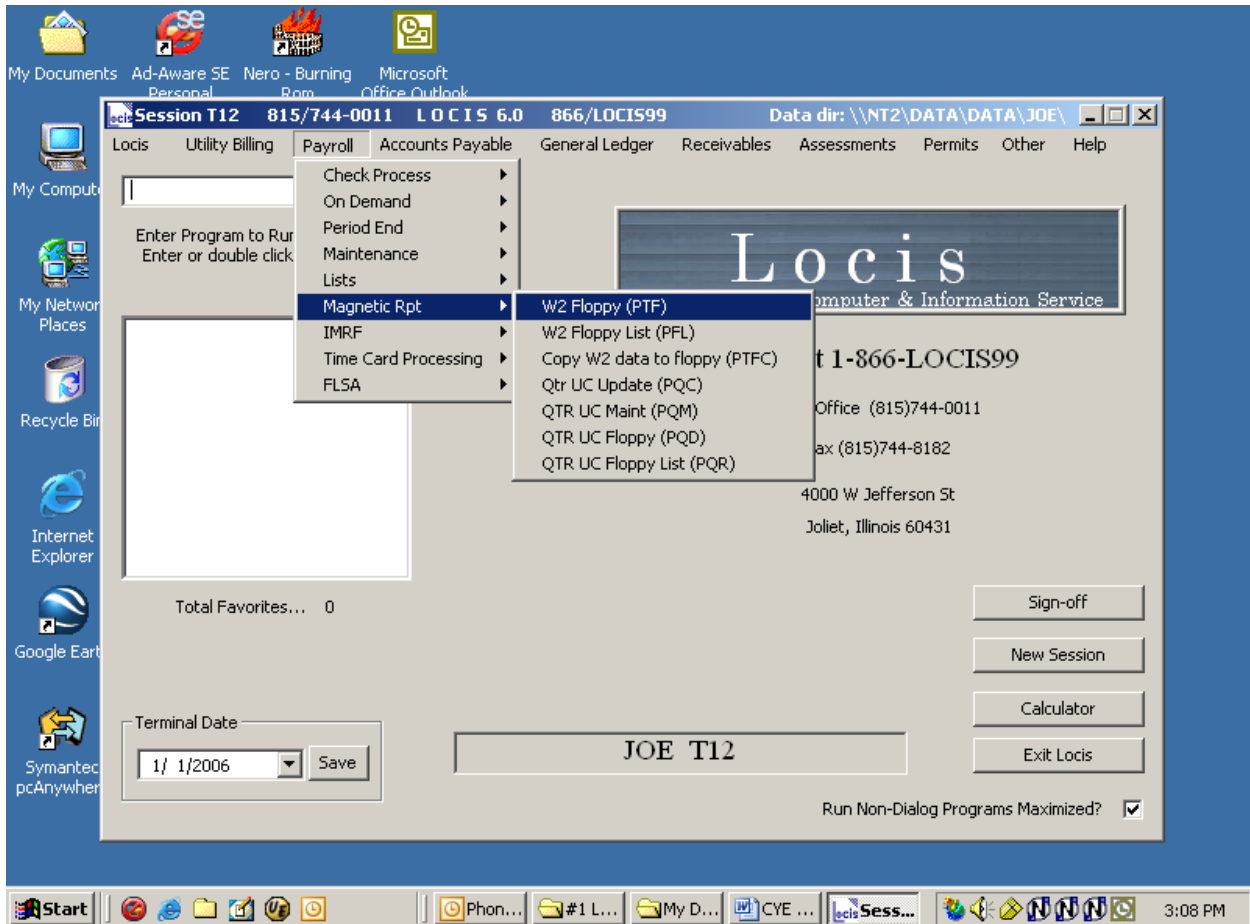 My Documents
Ad-Aware SE
Personal
Nero - Burning
Rom
Microsoft
Office Outlook
My Compute
My Networ
Places
Recycle Bin
Internet
Explorer
Google Eart
Symantec
pcAnywher
Session T12 815/744-0011 L O C I S 6.0 866/LOCIS99 Data dir: \\NT2\DATA\DATA\JOE\
Locis Utility Billing Payroll Accounts Payable General Ledger Receivables Assessments Permits Other Help
Enter Program to Run
Enter or double click
Check Process
On Demand
Period End
Maintenance
Lists
Magnetic Rpt
IMRF
Time Card Processing
FLSA
W2 Floppy (PTF)
W2 Floppy List (PFL)
Copy W2 data to floppy (PTFC)
Qtr UC Update (PQC)
QTR UC Maint (PQM)
QTR UC Floppy (PQD)
QTR UC Floppy List (PQR)
Locis
omputer & Information Service
t 1-866-LOCIS99
Office (815)744-0011
ax (815)744-8182
4000 W Jefferson St
Joliet, Illinois 60431
Total Favorites... 0
Sign-off
New Session
Calculator
Exit Locis
Terminal Date
1/ 1/2006
Save
JOE T12
Run Non-Dialog Programs Maximized?
Start
Phon...
#1 L...
My D...
CYE ...
Sess...
3:08 PM